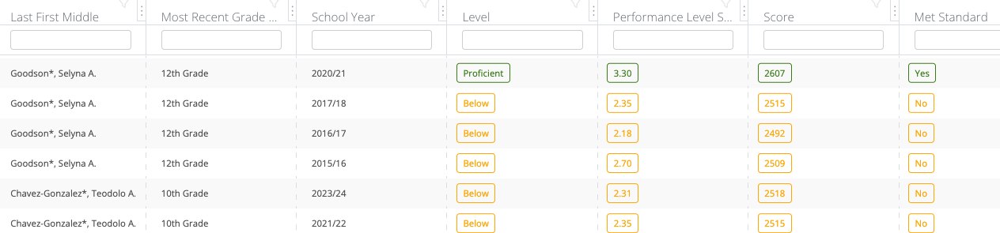 Last First Middle Most Recent Grade ... School Year Level Performance Level S... Score Met Standard
Goodson*, Selyna A. 12th Grade 2020/21 Proficient 3.30 2607 Yes
Goodson*, Selyna A. 12th Grade 2017/18 Below 2.35 2515 No
Goodson*, Selyna A. 12th Grade 2016/17 Below 2.18 2492 No
Goodson*, Selyna A. 12th Grade 2015/16 Below 2.70 2509 No
Chavez-Gonzalez*, Teodolo A. 10th Grade 2023/24 Below 2.31 2518 No
Chavez-Gonzalez*, Teodolo A. 10th Grade 2021/22 Below 2.35 2515 No